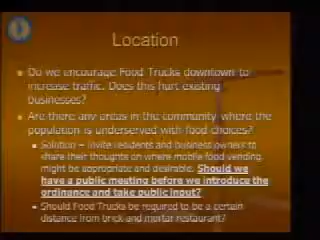 Location
Do we encourage Food Trucks downtown to
increase traffic. Does this hurt existing
businesses?
Are there any areas in the community where the
population is underserved with food choices?
Solution – invite residents and business owners to
share their thoughts on where mobile food vending
might be appropriate and desirable. Should we
have a public meeting before we introduce the
ordinance and take public input?
Should Food Trucks be required to be a certain
distance from brick and mortar restaurant?